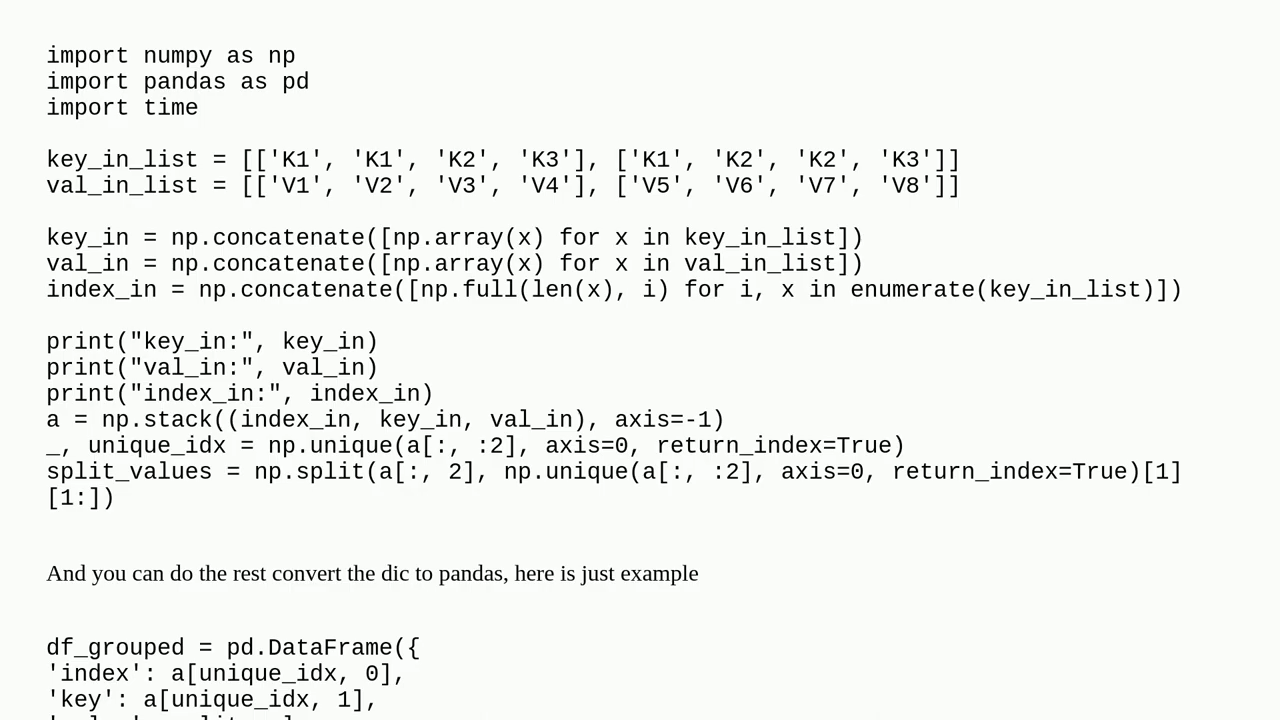 import numpy as np
import pandas as pd
import time
key_in_list = [['K1', 'K1', 'K2', 'K3'], ['K1', 'K2', 'K2', 'K3']]
val_in_list = [['V1', 'V2', 'V3', 'V4'], ['V5', 'V6', 'V7', 'V8']]
key_in = np.concatenate([np.array(x) for x in key_in_list])
val_in = np.concatenate([np.array(x) for x in val_in_list])
index_in = np.concatenate([np.full(len(x), i) for i, x in enumerate(key_in_list)])
print("key_in:", key_in)
print("val_in:", val_in)
print("index_in:", index_in)
a = np.stack((index_in, key_in, val_in), axis=-1)
_, unique_idx = np.unique(a[:, :2], axis=0, return_index=True)
split_values = np.split(a[:, 2], np.unique(a[:, :2], axis=0, return_index=True)[1]
[1:])
And you can do the rest convert the dic to pandas, here is just example
df_grouped = pd.DataFrame({
'index': a[unique_idx, 0],
'key': a[unique_idx, 1],